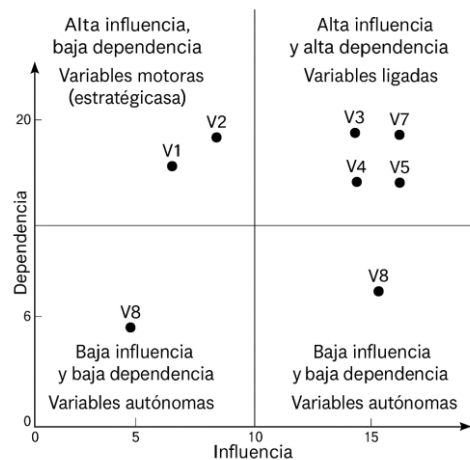 Alta influencia,
baja dependencia
Variables motoras
(estratégicasa)
Alta influencia
y alta dependencia
Variables ligadas
20
V2
V1
V3
V7
V4
V5
Dependencia
6
V8
V8
Baja influencia
y baja dependencia
Variables autónomas
Baja influencia
y baja dependencia
Variables autónomas
0
0
5
10
15
Influencia